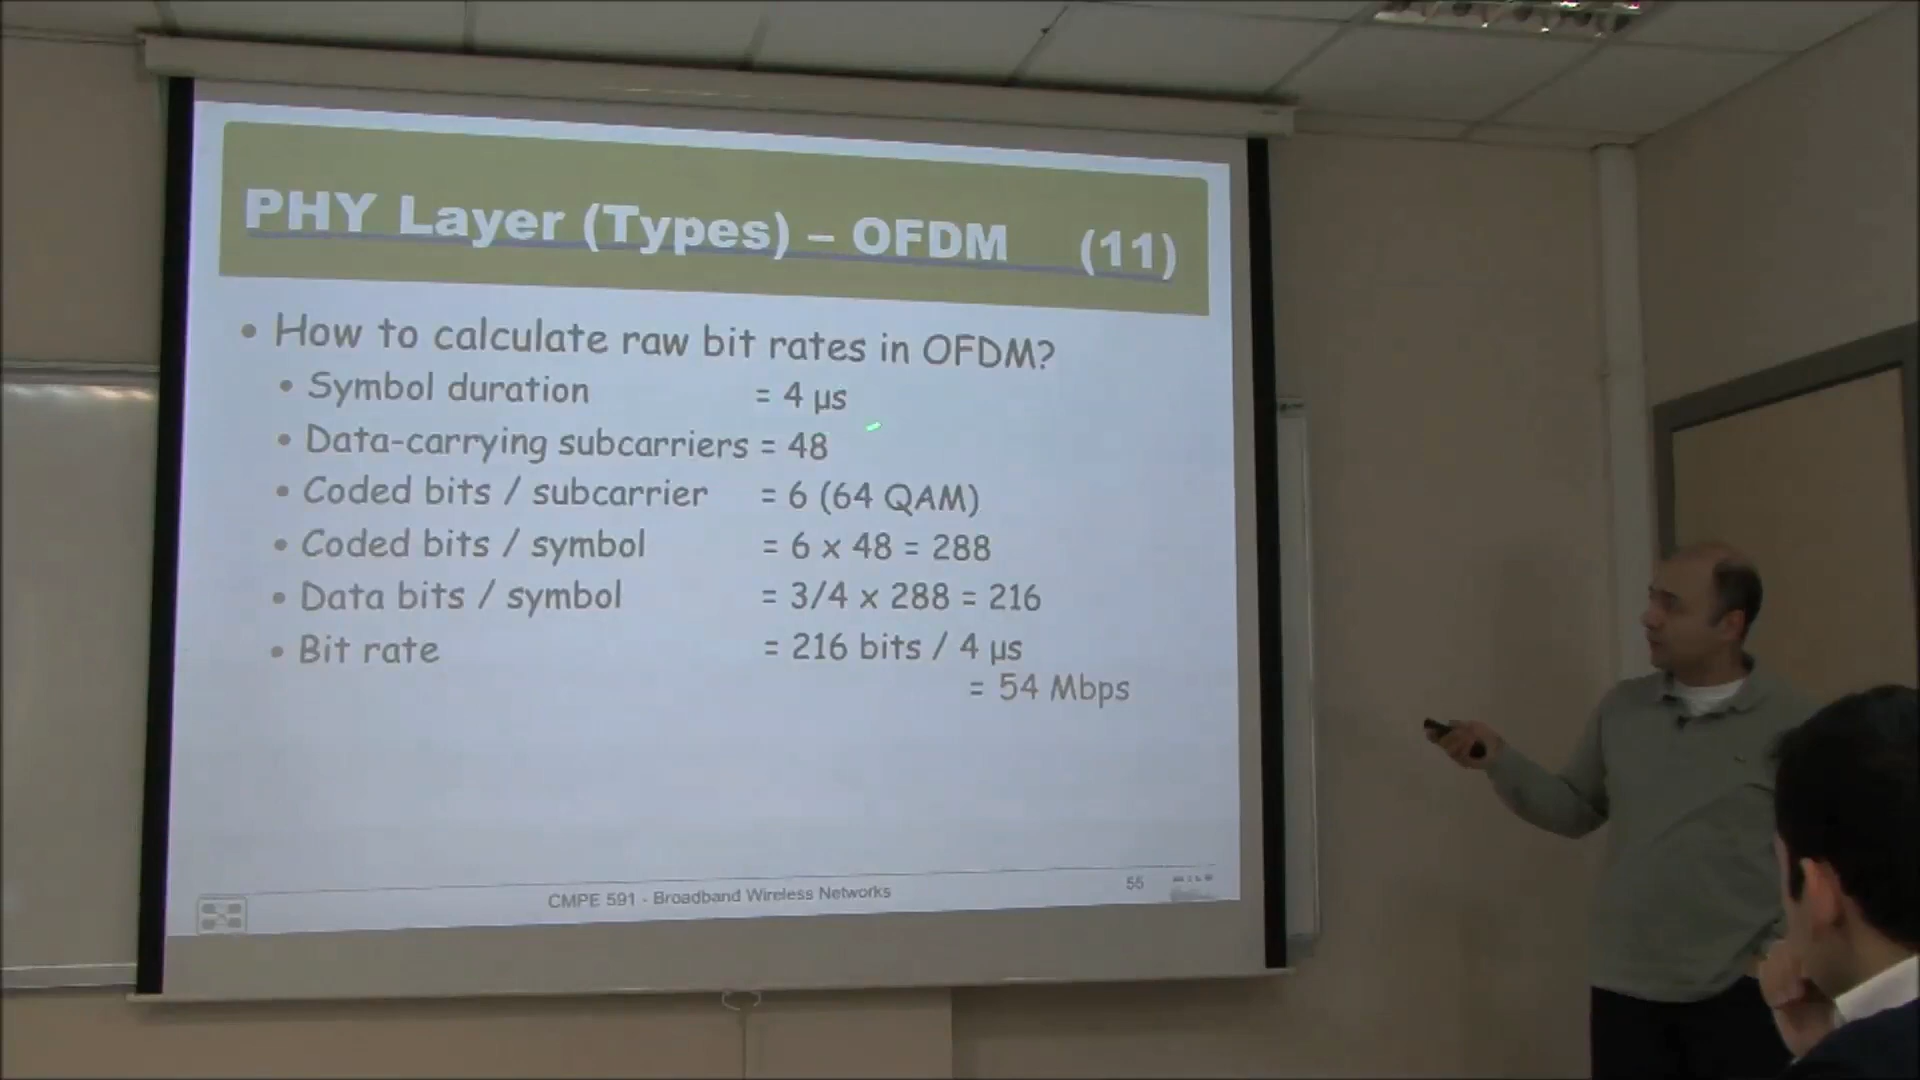 PHY Layer (Types) – OFDM (11)
• How to calculate raw bit rates in OFDM?
• Symbol duration = 4 µs
• Data-carrying subcarriers = 48
• Coded bits / subcarrier = 6 (64 QAM)
• Coded bits / symbol = 6 x 48 = 288
• Data bits / symbol = 3/4 x 288 = 216
• Bit rate = 216 bits / 4 µs
= 54 Mbps
CMPE 591 - Broadband Wireless Networks 55